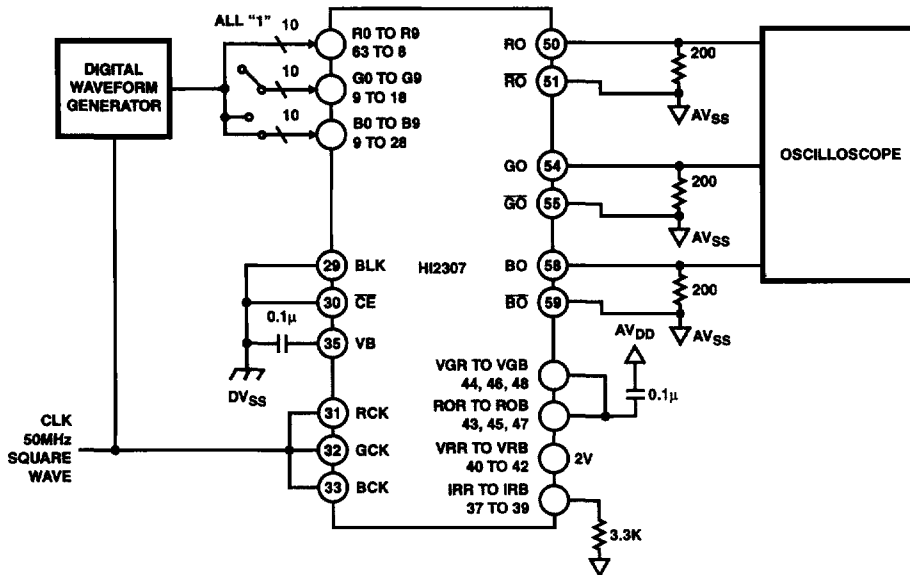 ALL "1"
10
R0 TO R9
63 TO 8
10
G0 TO G9
9 TO 18
10
B0 TO B9
9 TO 28
DIGITAL
WAVEFORM
GENERATOR
RO
50
200
R̅O̅
51
AVSS
GO
54
200
G̅O̅
55
AVSS
OSCILLOSCOPE
29
BLK
HI2307
BO
58
200
30
C̅E̅
B̅O̅
59
AVSS
0.1µ
35
VB
DVSS
AVDD
0.1µ
VGR TO VGB
44, 46, 48
ROR TO ROB
43, 45, 47
VRR TO VRB
40 TO 42
2V
IRR TO IRB
37 TO 39
3.3K
CLK
50MHz
SQUARE
WAVE
31
RCK
32
GCK
33
BCK